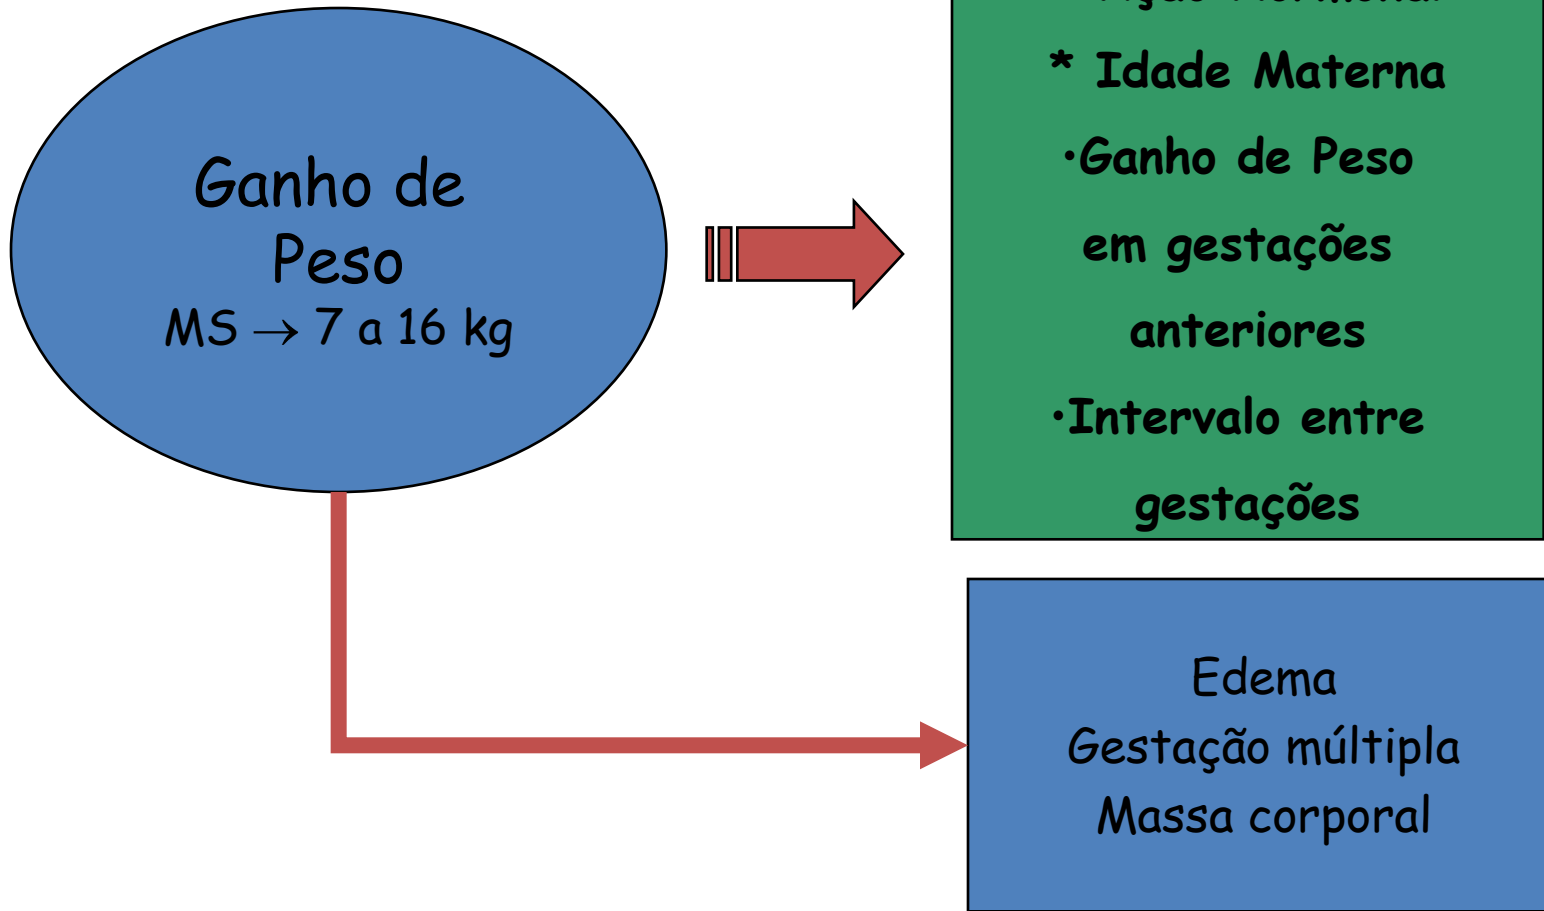 Ganho de
Peso
MS → 7 a 16 kg
* Idade Materna
•Ganho de Peso
em gestações
anteriores
•Intervalo entre
gestações
Edema
Gestação múltipla
Massa corporal